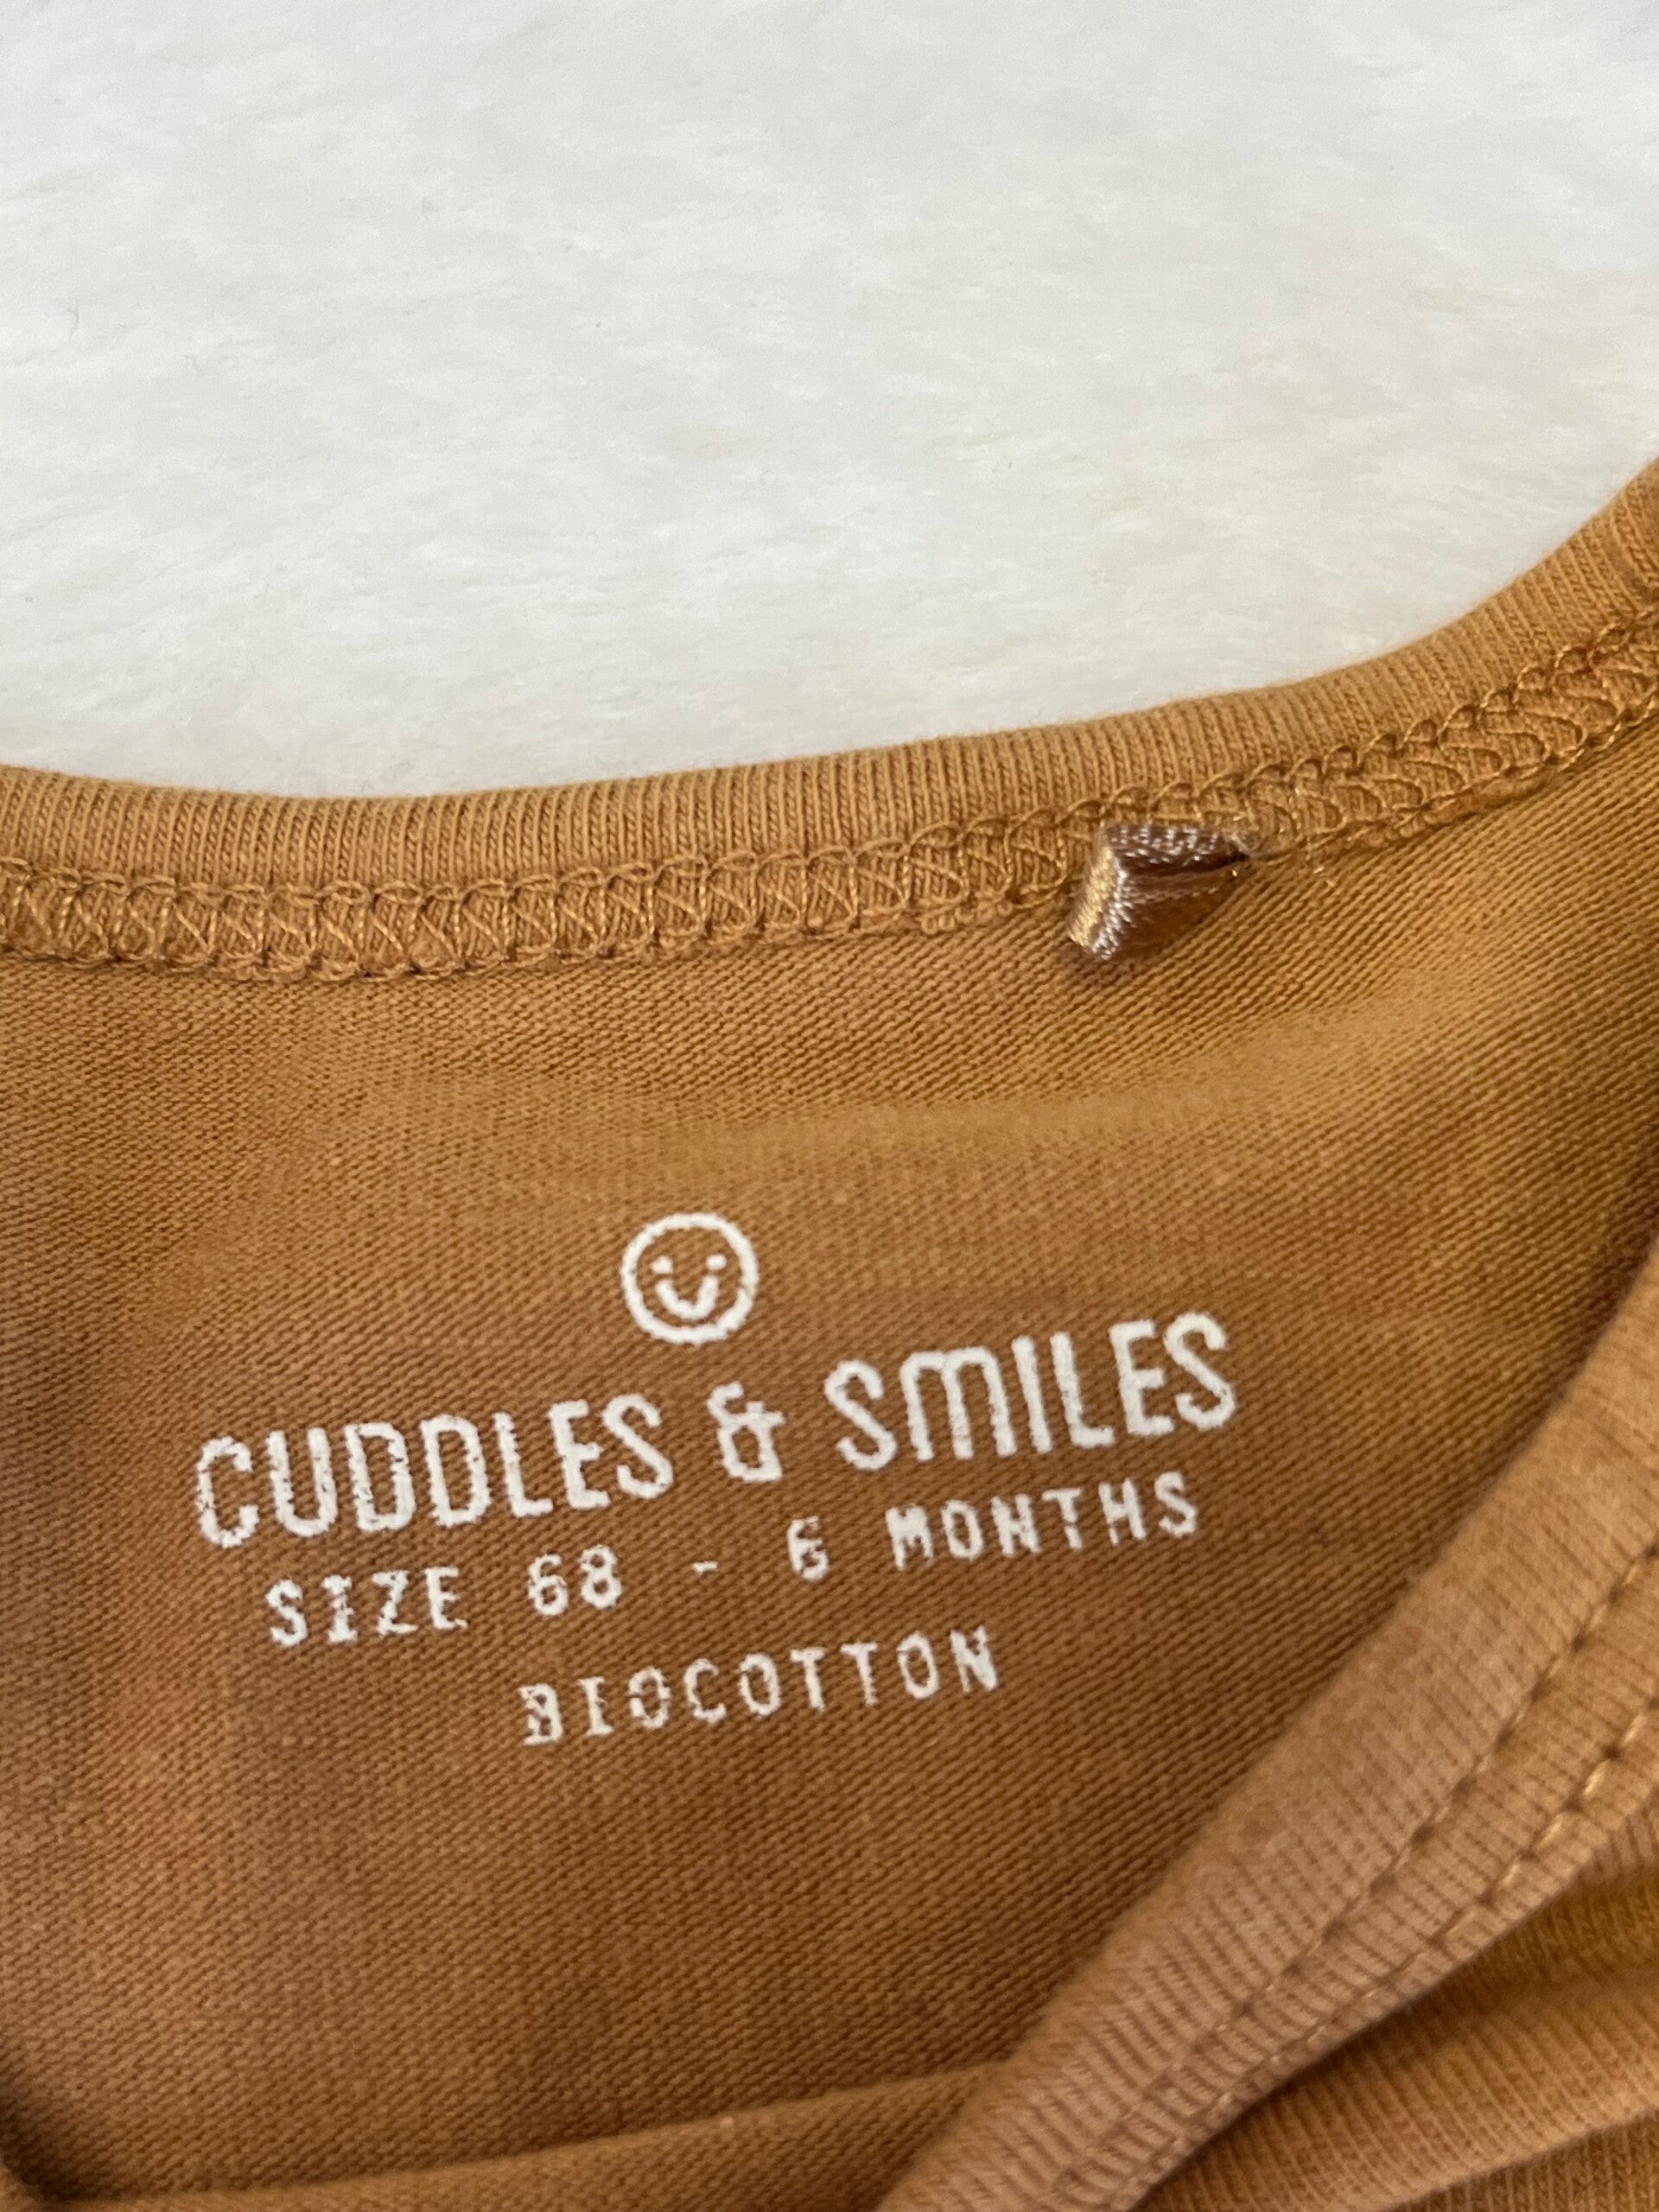 CUDDLES & SMILES
SIZE 68 - 6 MONTHS
BIOCOTTON